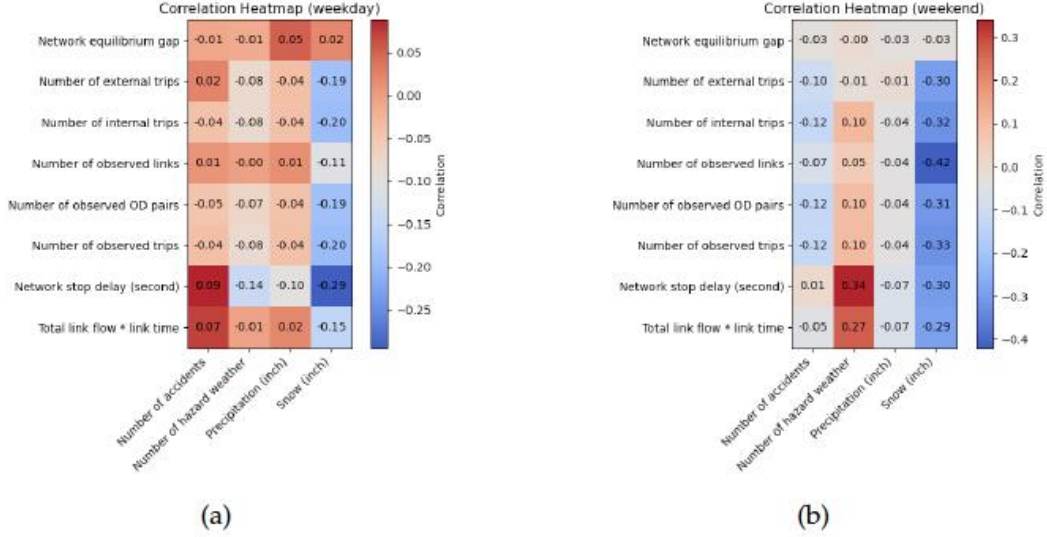 Correlation Heatmap (weekday)
Network equilibrium gap -0.01 -0.01 0.05 0.02
Number of external trips 0.02 -0.08 -0.04 -0.19
Number of internal trips -0.04 -0.08 -0.04 -0.20
Number of observed links 0.01 -0.00 0.01 -0.11
Number of observed OD pairs -0.05 -0.07 -0.04 -0.19
Number of observed trips -0.04 -0.08 -0.04 -0.20
Network stop delay (second) 0.09 -0.14 -0.10 -0.29
Total link flow * link time 0.07 -0.01 0.02 -0.15
Number of accidents
Number of hazard weather
Precipitation (inch)
Snow (inch)
0.05
0.00
−0.05
−0.10
−0.15
−0.20
−0.25
Correlation
(a)
Correlation Heatmap (weekend)
Network equilibrium gap -0.03 -0.00 -0.03 -0.03
Number of external trips -0.10 -0.01 -0.01 -0.30
Number of internal trips -0.12 0.10 -0.04 -0.32
Number of observed links -0.07 0.05 -0.04 -0.42
Number of observed OD pairs -0.12 0.10 -0.04 -0.31
Number of observed trips -0.12 0.10 -0.04 -0.33
Network stop delay (second) 0.01 0.34 -0.07 -0.30
Total link flow * link time -0.05 0.27 -0.07 -0.29
Number of accidents
Number of hazard weather
Precipitation (inch)
Snow (inch)
0.3
0.2
0.1
0.0
−0.1
−0.2
−0.3
−0.4
Correlation
(b)